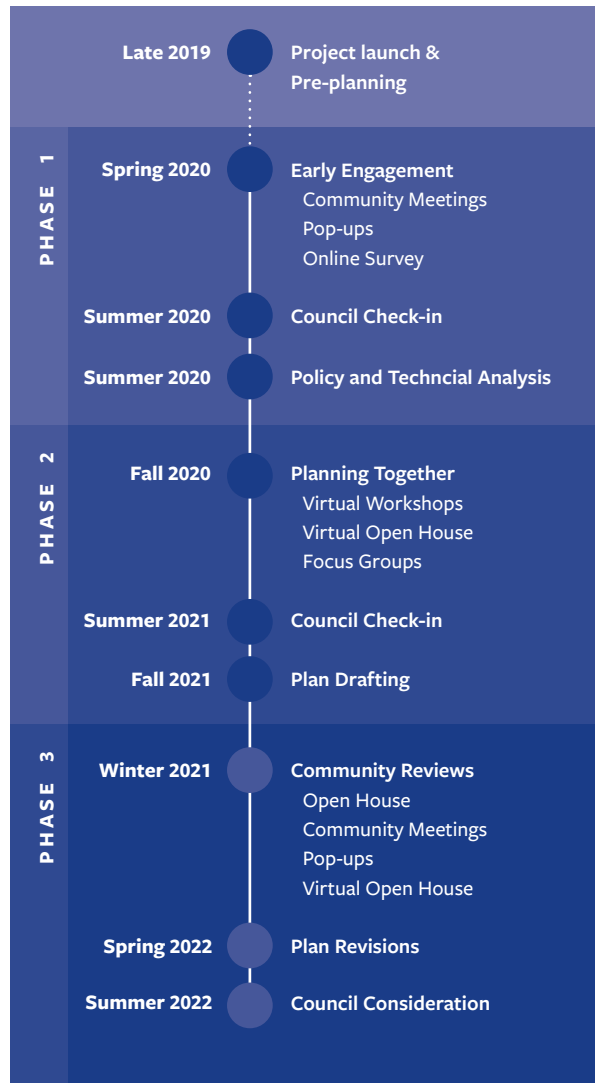 Late 2019 Project launch &
Pre-planning
PHASE 1
Spring 2020 Early Engagement
Community Meetings
Pop-ups
Online Survey
Summer 2020 Council Check-in
Summer 2020 Policy and Techncial Analysis
PHASE 2
Fall 2020 Planning Together
Virtual Workshops
Virtual Open House
Focus Groups
Summer 2021 Council Check-in
Fall 2021 Plan Drafting
PHASE 3
Winter 2021 Community Reviews
Open House
Community Meetings
Pop-ups
Virtual Open House
Spring 2022 Plan Revisions
Summer 2022 Council Consideration